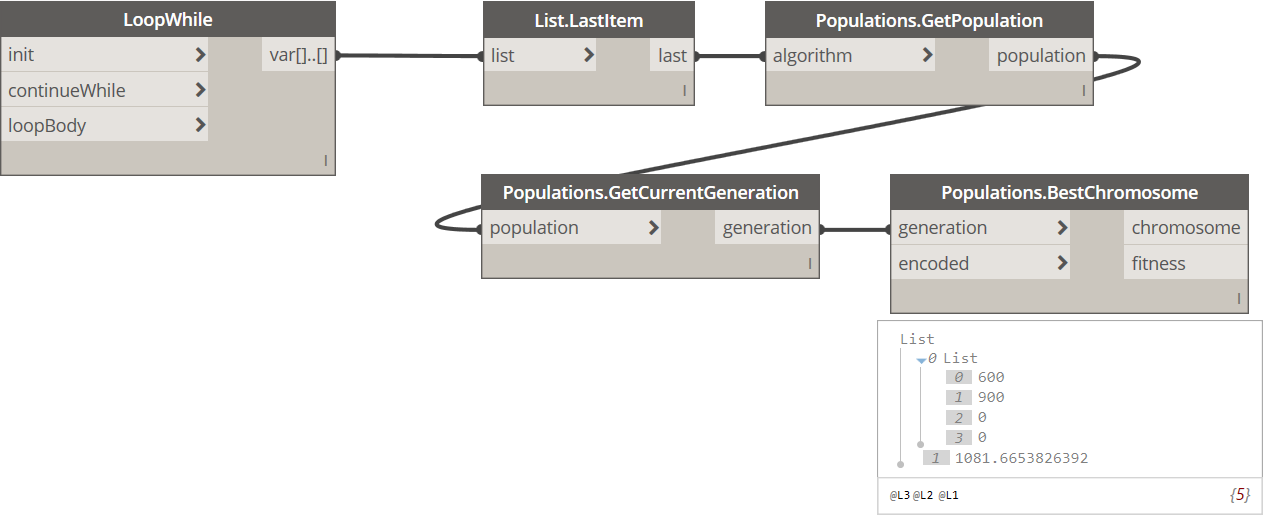 LoopWhile
init
var[]..[]
continueWhile
loopBody
I
List.LastItem
list
last
I
Populations.GetPopulation
algorithm
population
I
Populations.GetCurrentGeneration
population
generation
I
Populations.BestChromosome
generation
chromosome
encoded
fitness
I
List
0 List
0 600
1 900
2 0
3 0
1 1081.6653826392
@L3 @L2 @L1
{5}